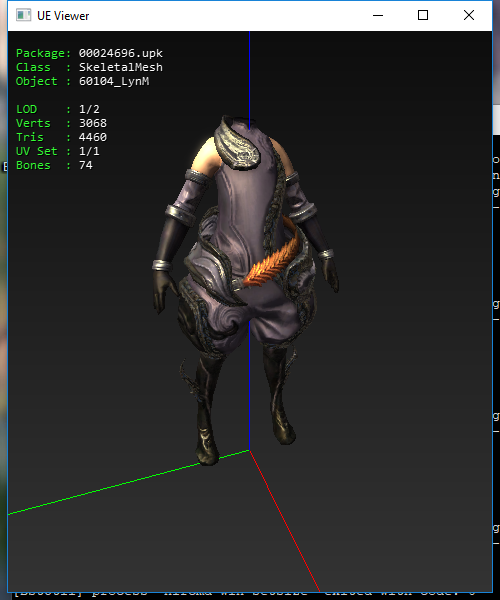 UE Viewer
Package: 00024696.upk
Class : SkeletalMesh
Object : 60104_LynM
LOD : 1/2
Verts : 3068
Tris : 4460
UV Set : 1/1
Bones : 74